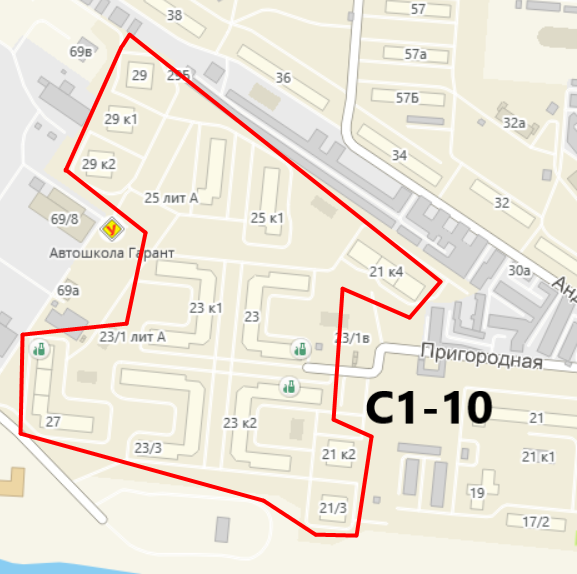 38
57
69в
57а
29
29Б
36
57Б
29 к1
32а
29 к2
34
25 лит А
32
69/8
25 к1
Автошкола Гарант
21 к4
30а
69а
23 к1
23
23/1 лит А
23/1в
Пригородная
С1-10
27
23 к2
21
23/3
21 к2
21 к1
19
21/3
17/2